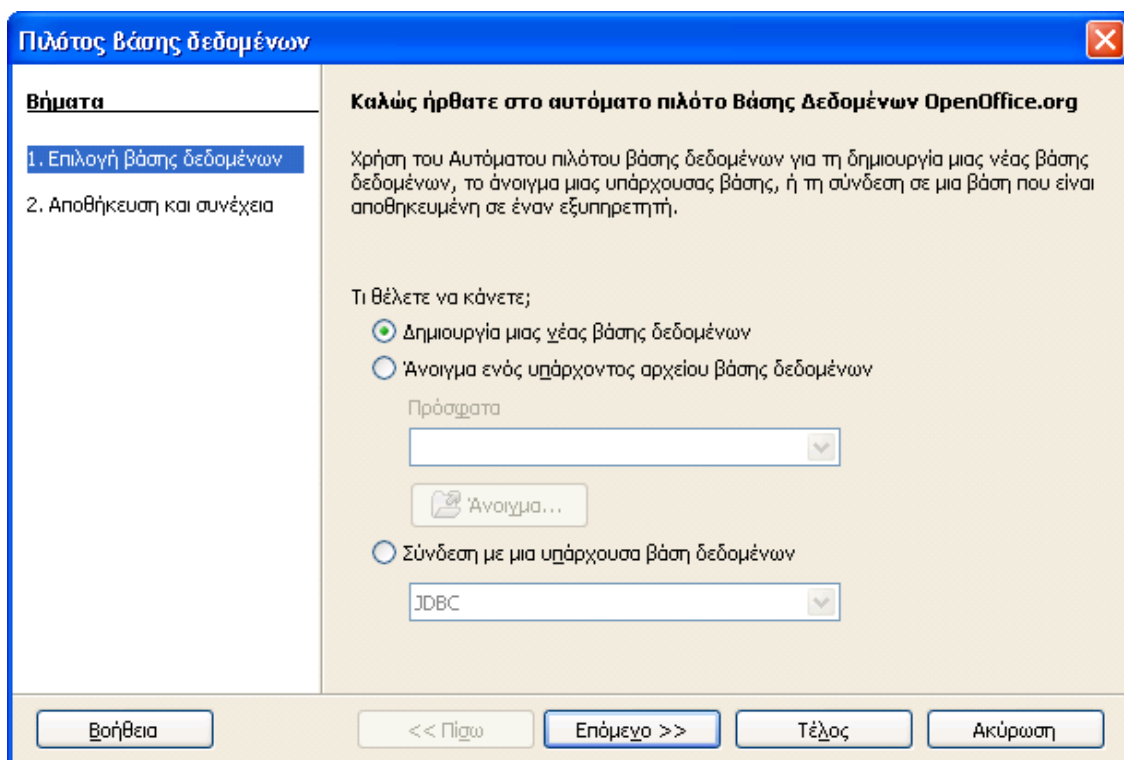 Πιλότος βάσης δεδομένων
Βήματα
1. Επιλογή βάσης δεδομένων
2. Αποθήκευση και συνέχεια
Καλώς ήρθατε στο αυτόματο πιλότο Βάσης Δεδομένων OpenOffice.org
Χρήση του Αυτόματου πιλότου βάσης δεδομένων για τη δημιουργία μιας νέας βάσης
δεδομένων, το άνοιγμα μιας υπάρχουσας βάσης, ή τη σύνδεση σε μια βάση που είναι
αποθηκευμένη σε έναν εξυπηρετητή.
Τι θέλετε να κάνετε;
Δημιουργία μιας νέας βάσης δεδομένων
Άνοιγμα ενός υπάρχοντος αρχείου βάσης δεδομένων
Πρόσφατα
Άνοιγμα...
Σύνδεση με μια υπάρχουσα βάση δεδομένων
JDBC
Βοήθεια
<< Πίσω
Επόμενο >>
Τέλος
Ακύρωση